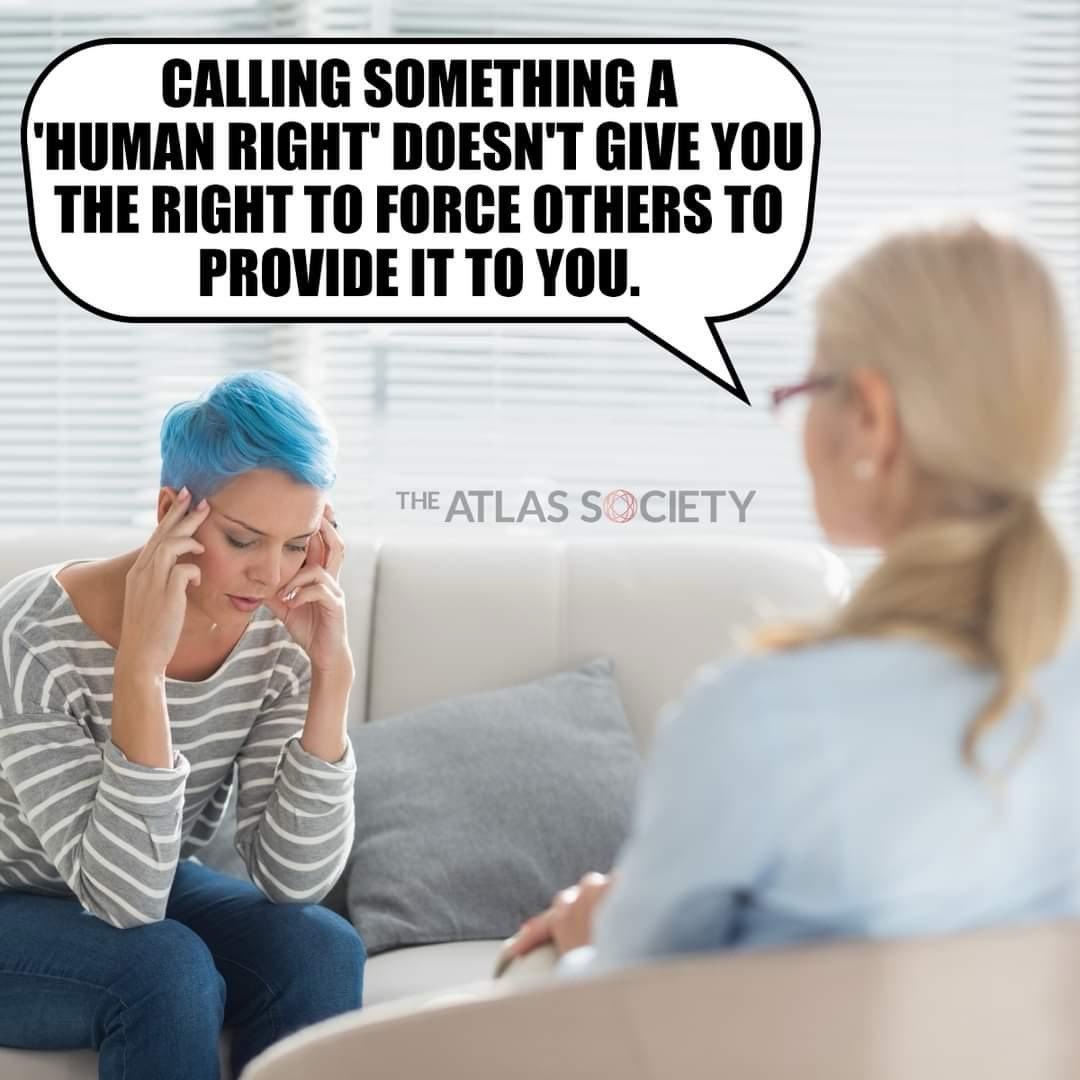 CALLING SOMETHING A
'HUMAN RIGHT' DOESN'T GIVE YOU
THE RIGHT TO FORCE OTHERS TO
PROVIDE IT TO YOU.
THE ATLAS SOCIETY